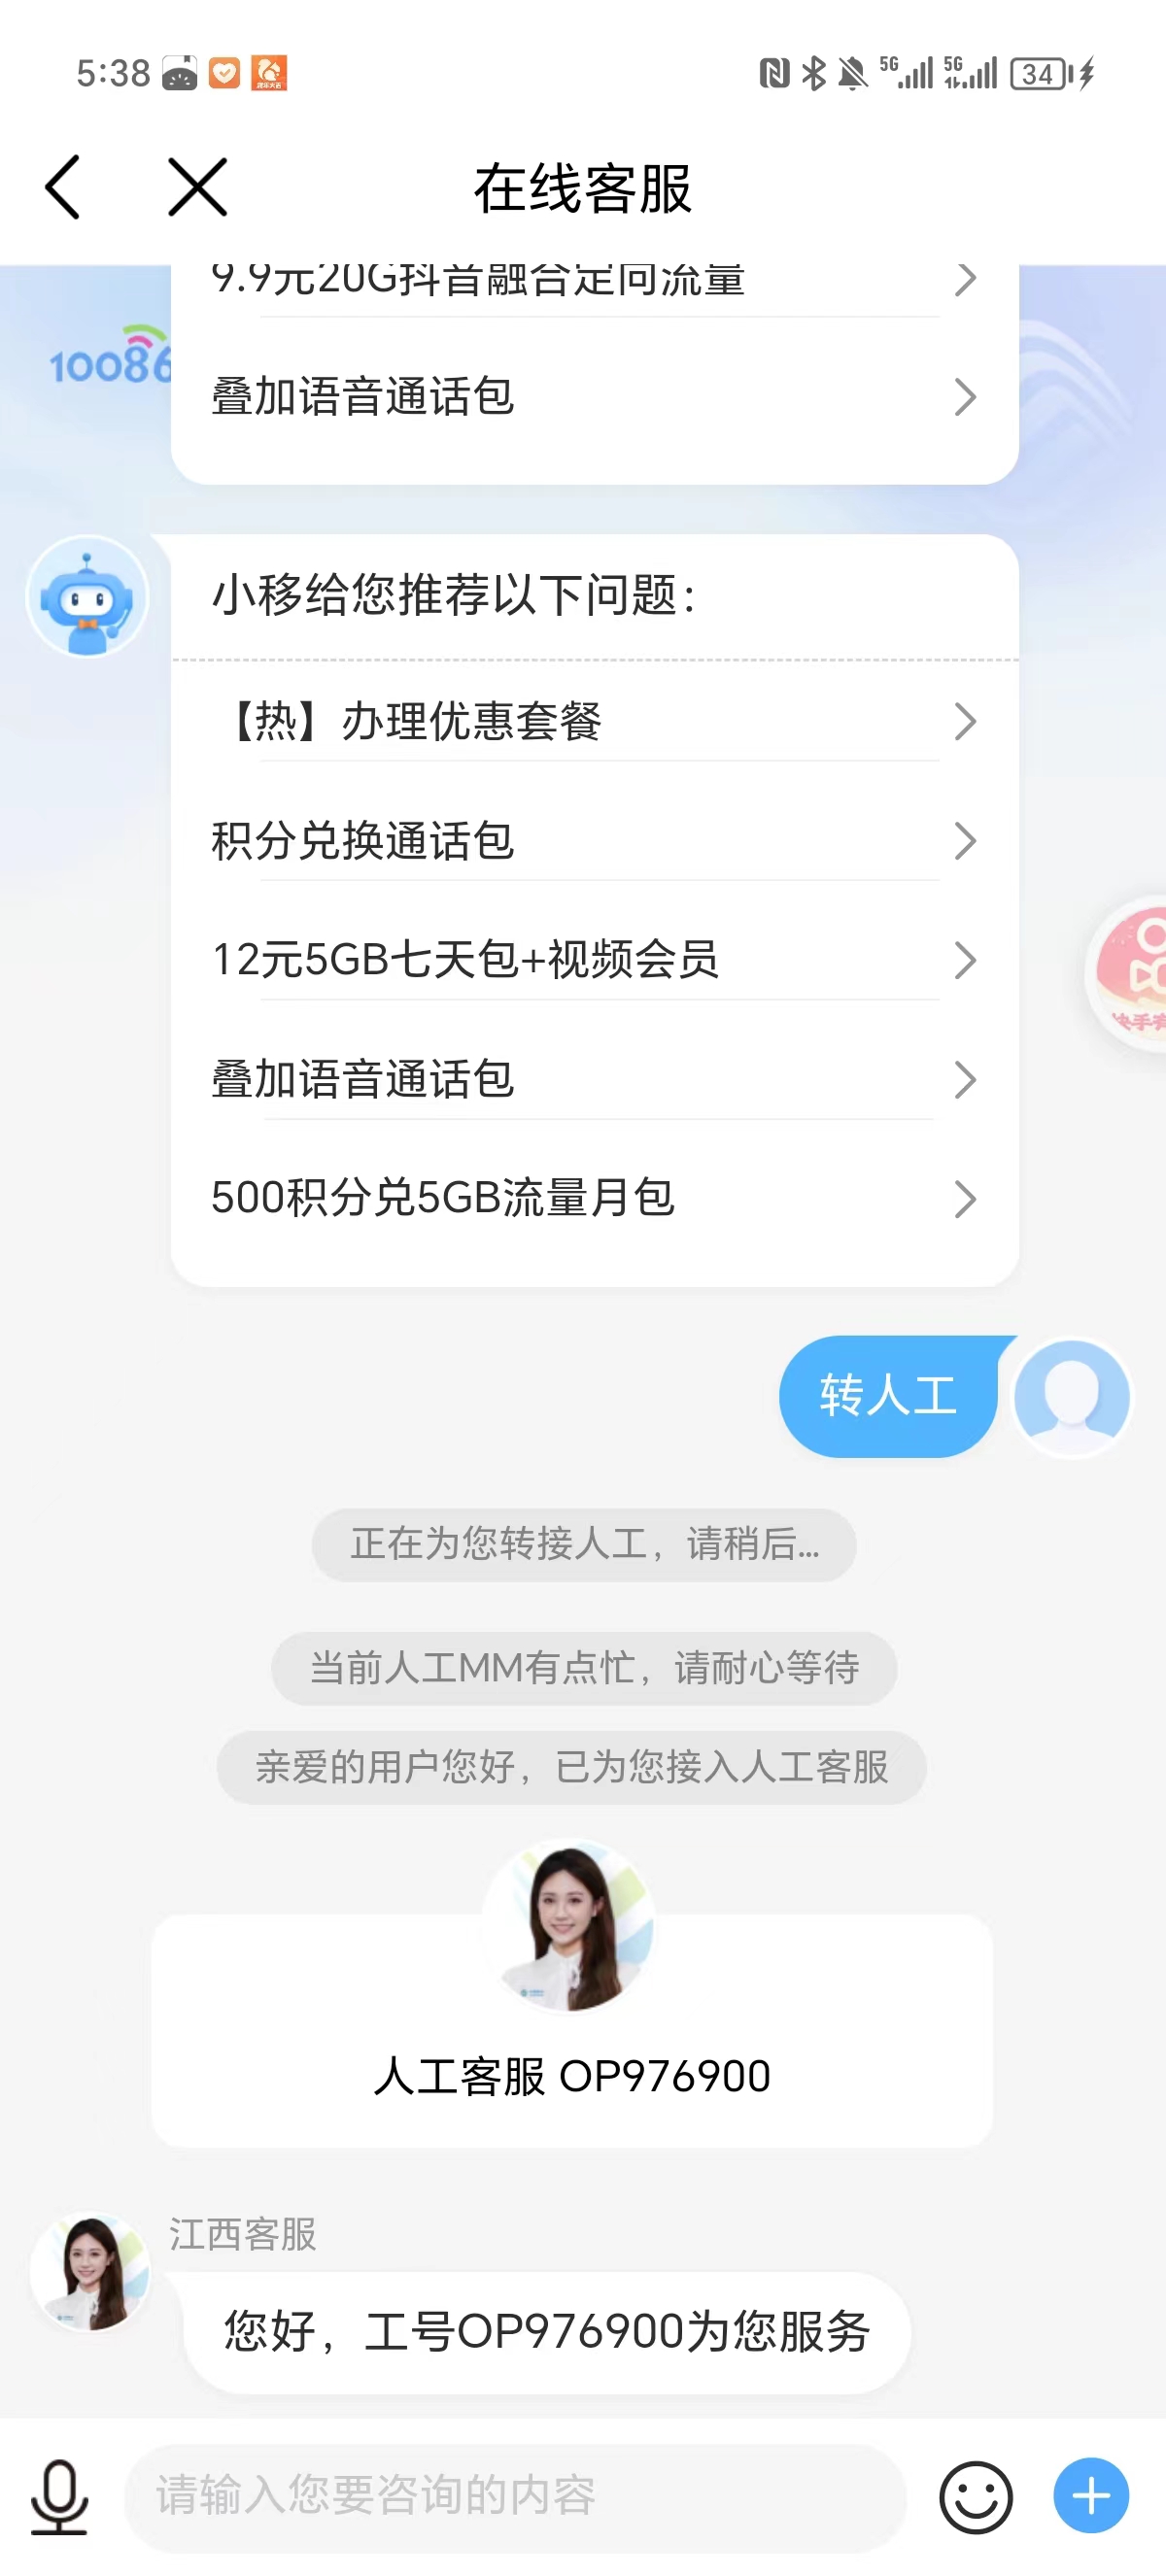 5:38
5G
5G
34
在线客服
9.9元20G抖音融合定向流量
10086
叠加语音通话包
小移给您推荐以下问题：
【热】办理优惠套餐
积分兑换通话包
12元5GB七天包+视频会员
快手有
叠加语音通话包
500积分兑5GB流量月包
转人工
正在为您转接人工，请稍后...
当前人工MM有点忙，请耐心等待
亲爱的用户您好，已为您接入人工客服
人工客服 OP976900
江西客服
您好，工号OP976900为您服务
请输入您要咨询的内容